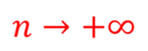 n → +∞